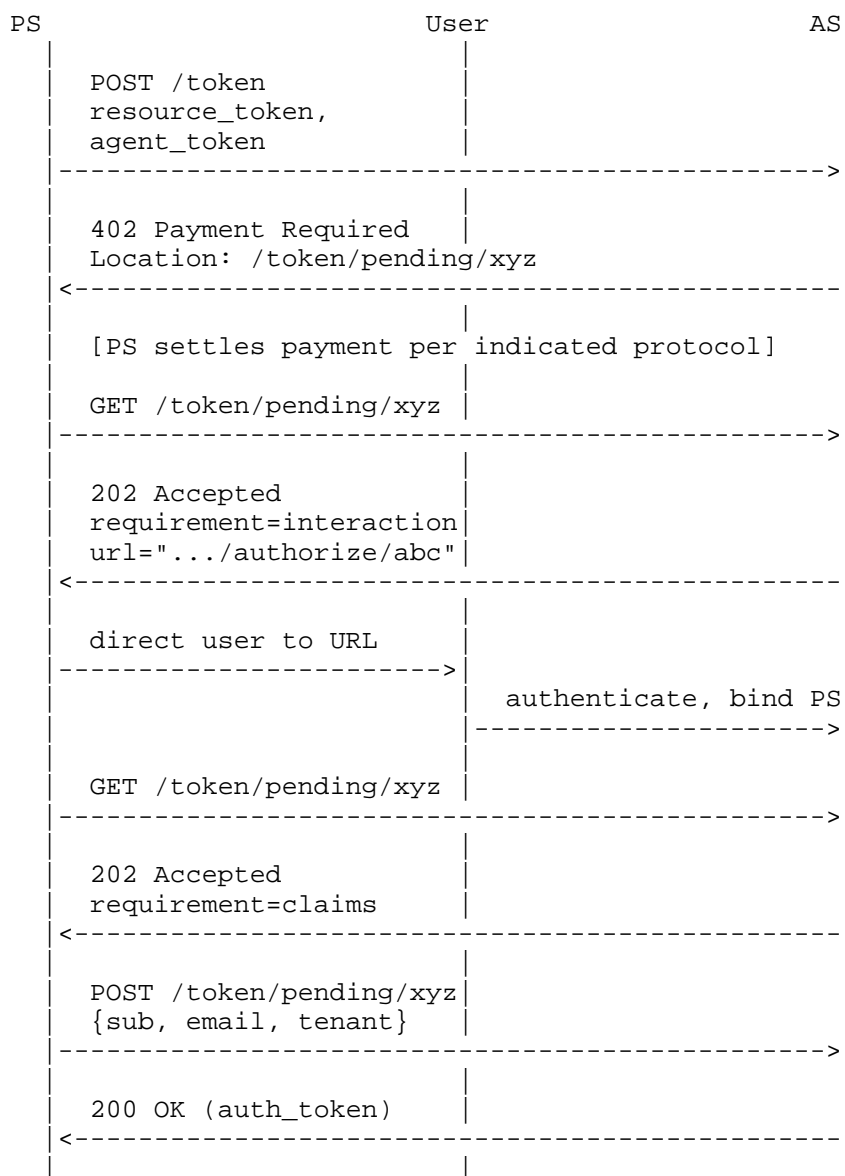 PS User AS
POST /token
resource_token,
agent_token
402 Payment Required
Location: /token/pending/xyz
[PS settles payment per indicated protocol]
GET /token/pending/xyz
202 Accepted
requirement=interaction
url=".../authorize/abc"
direct user to URL
authenticate, bind PS
GET /token/pending/xyz
202 Accepted
requirement=claims
POST /token/pending/xyz
{sub, email, tenant}
200 OK (auth_token)